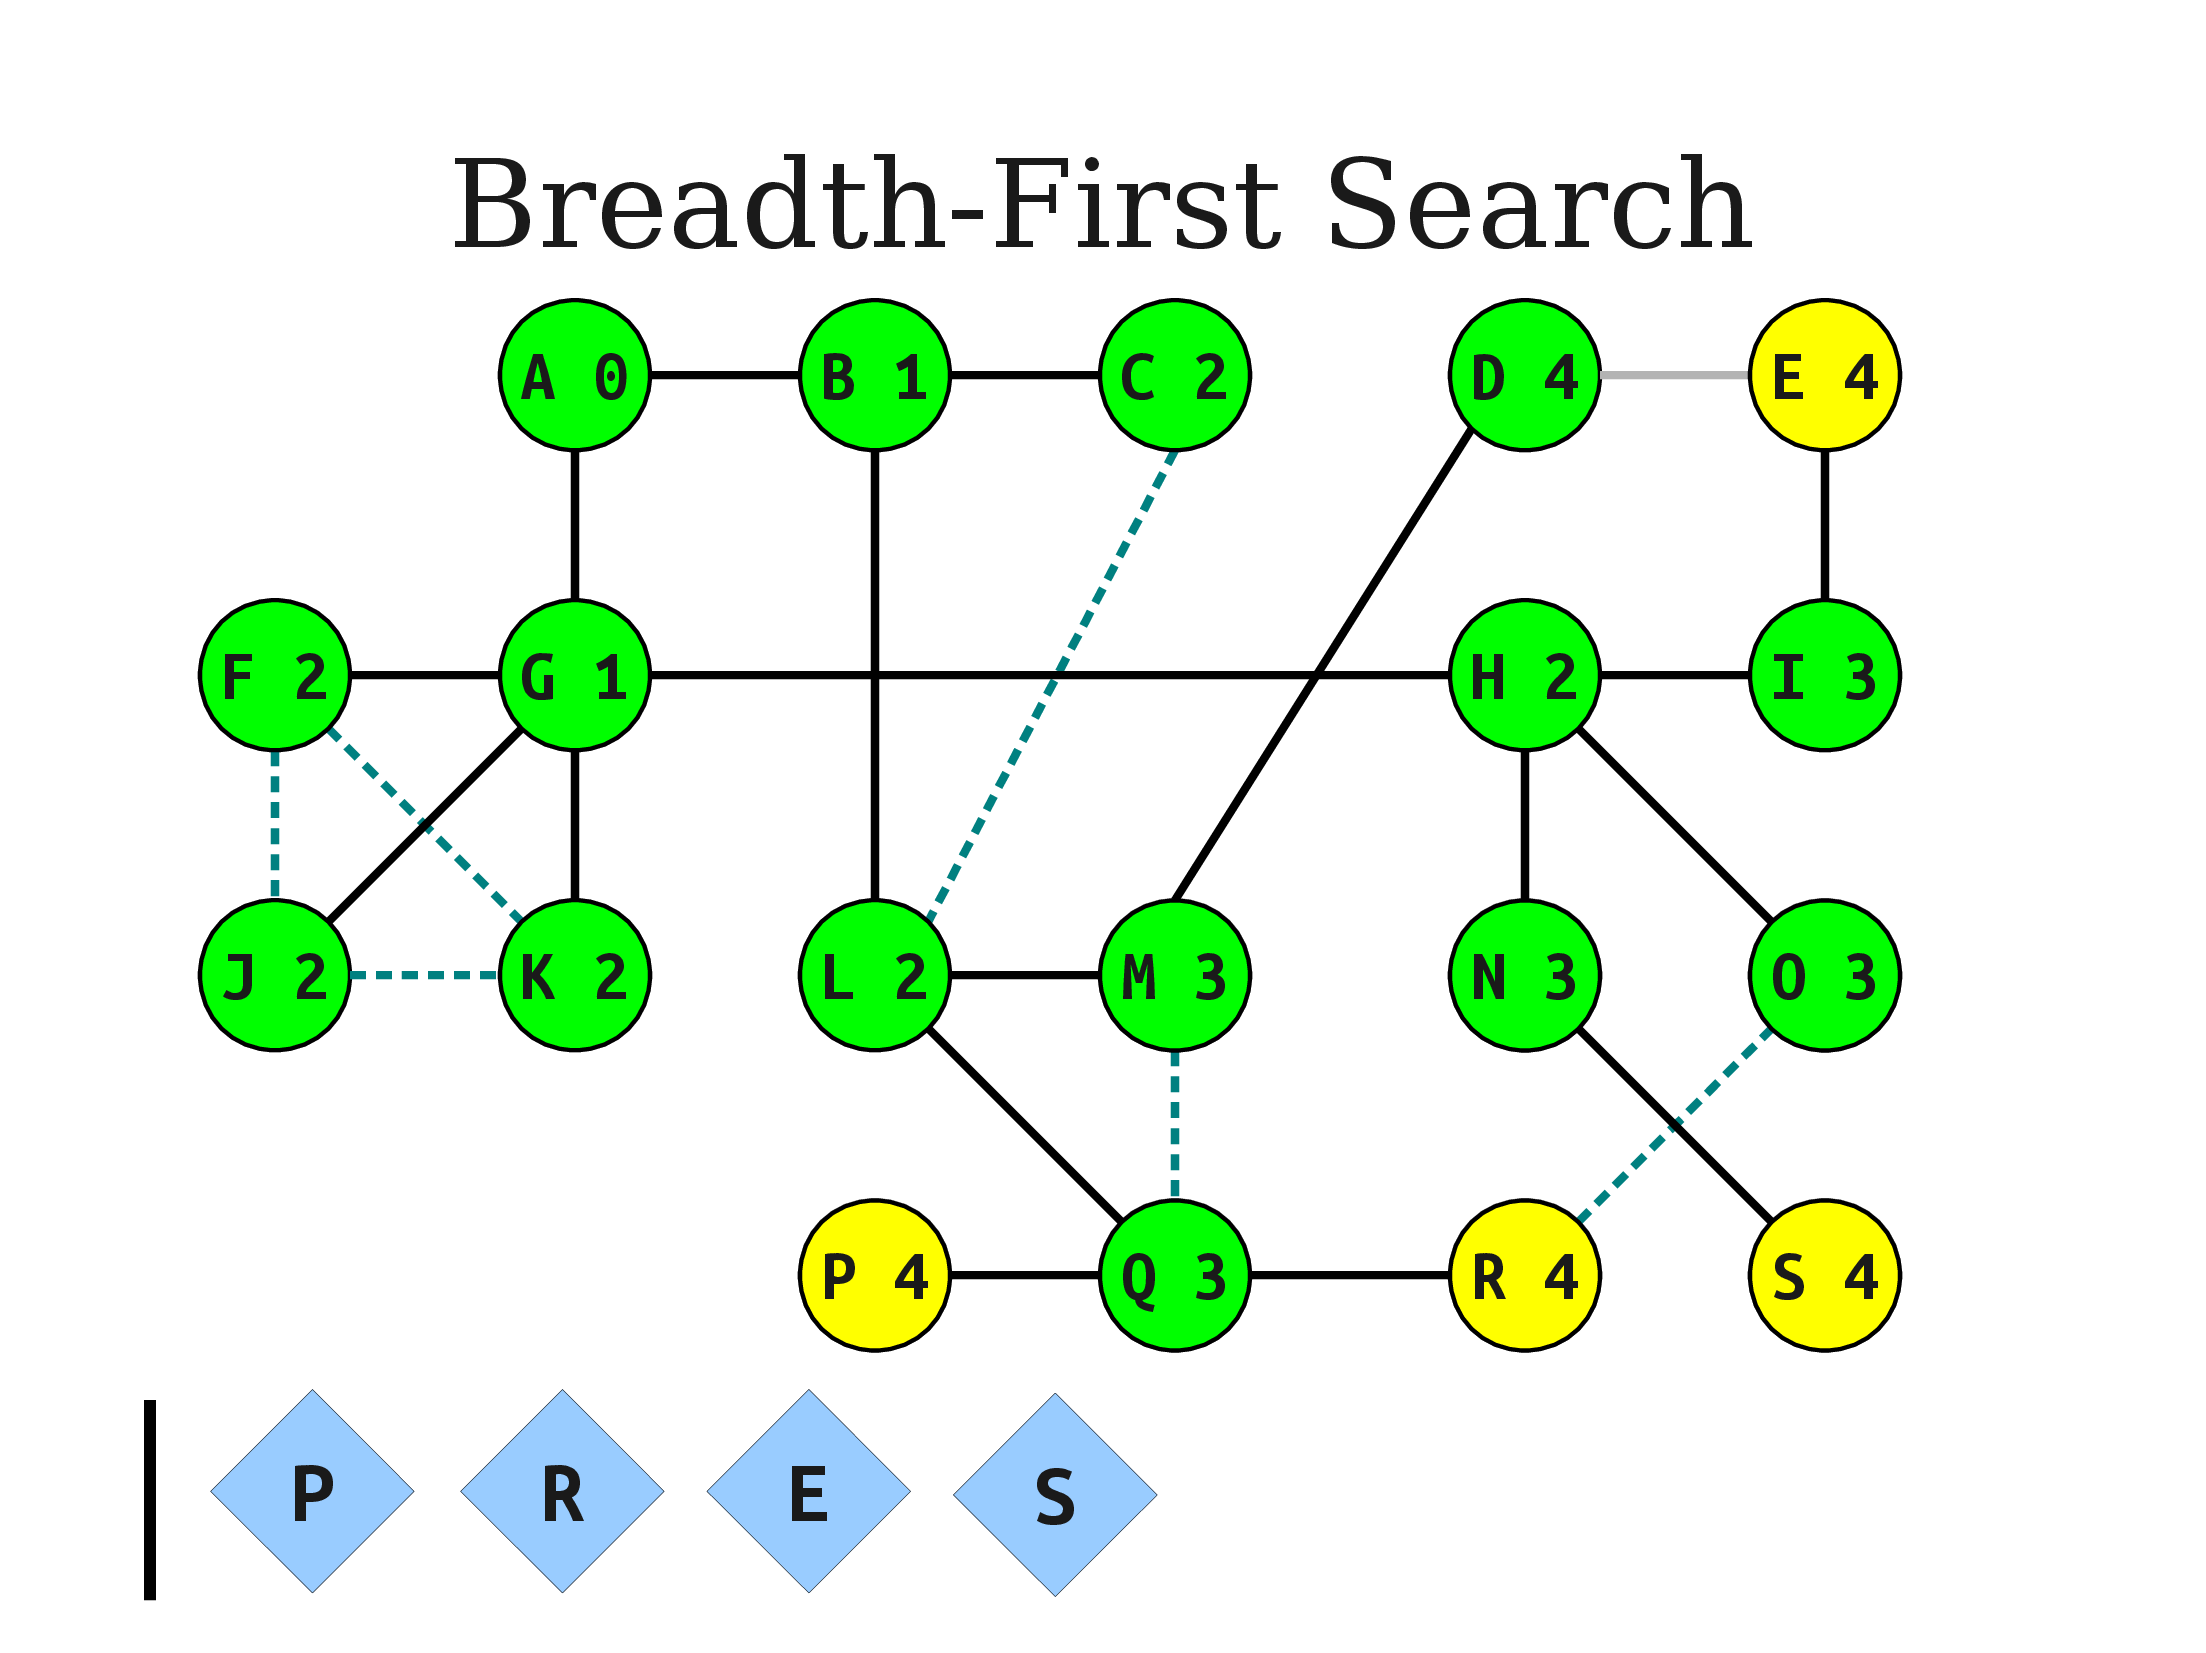 Breadth-First Search
A 0 B 1 C 2 D 4 E 4
F 2 G 1 H 2 I 3
J 2 K 2 L 2 M 3 N 3 O 3
P 4 Q 3 R 4 S 4
P R E S